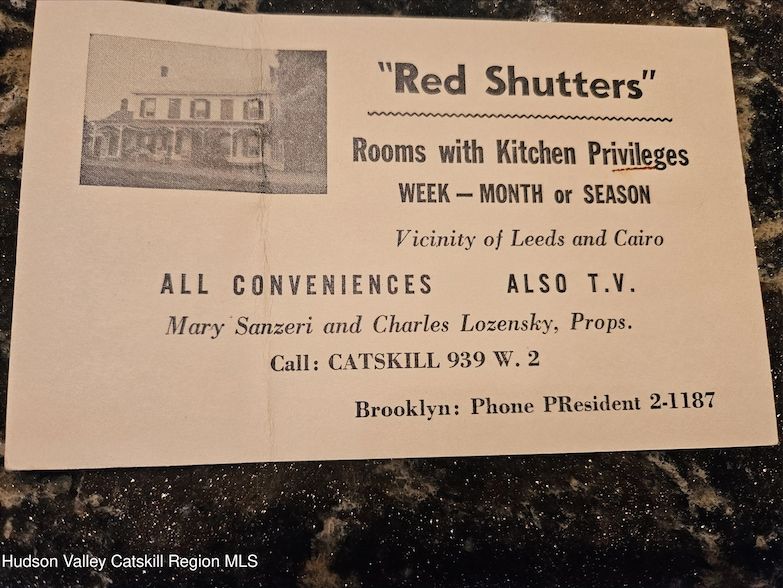 "Red Shutters"
Rooms with Kitchen Privileges
WEEK — MONTH or SEASON
Vicinity of Leeds and Cairo
ALL CONVENIENCES ALSO T.V.
Mary Sanzeri and Charles Lozensky, Props.
Call: CATSKILL 939 W. 2
Brooklyn: Phone PResident 2-1187
Hudson Valley Catskill Region MLS